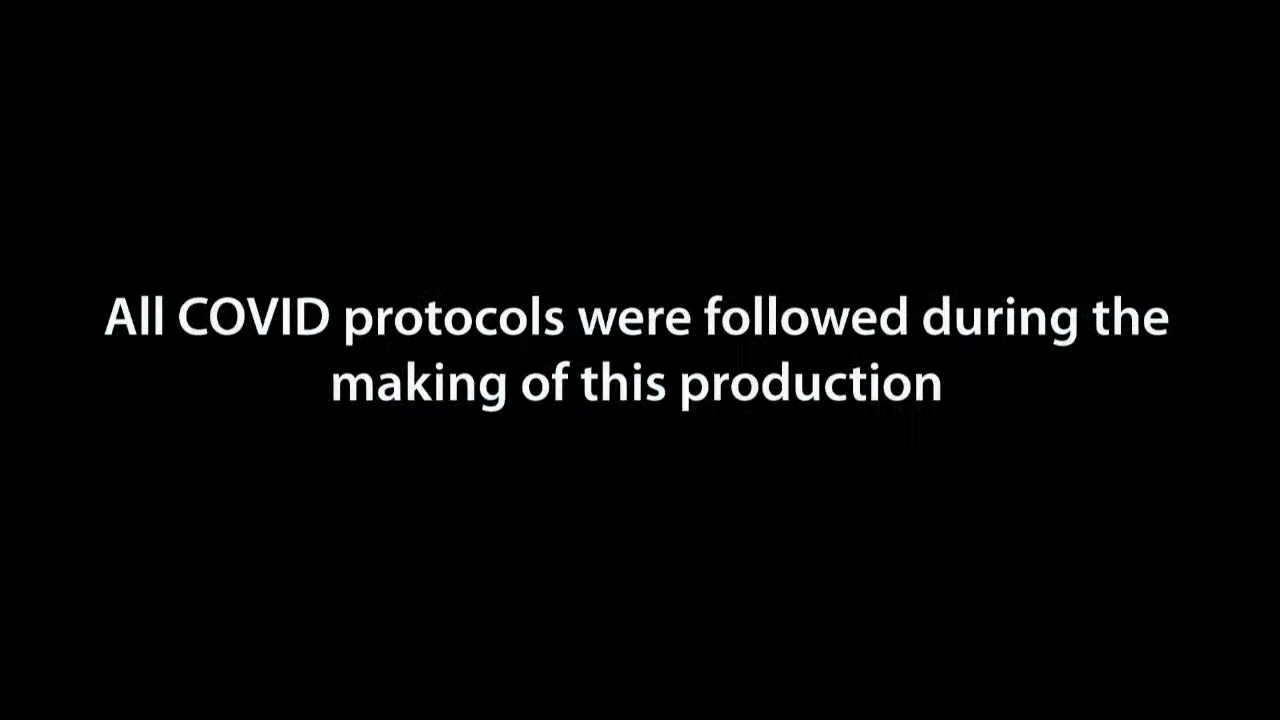 All COVID protocols were followed during the
making of this production